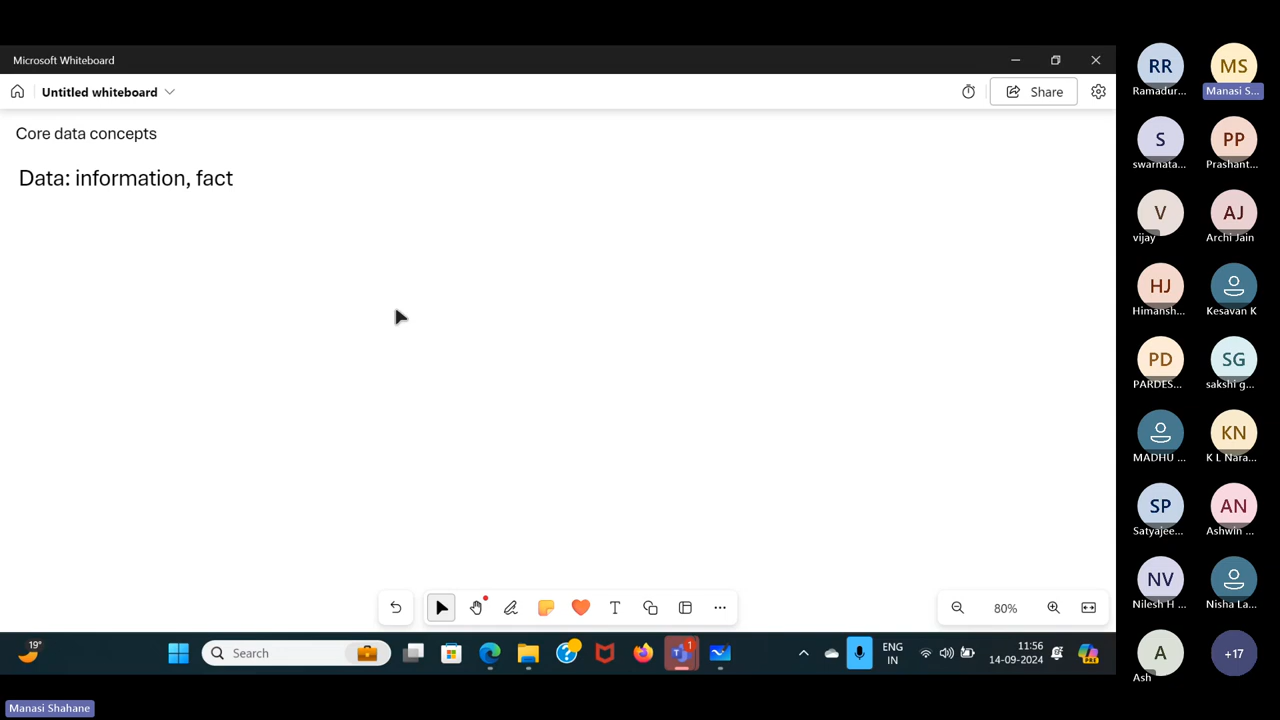 Microsoft Whiteboard
Untitled whiteboard
Share
Core data concepts
Data: information, fact
80%
19°
Search
1
ENG
IN
11:56
14-09-2024
PRE
RR
Ramadur...
MS
Manasi S...
S
swarnata...
PP
Prashant...
V
vijay
AJ
Archi Jain
HJ
Himansh...
Kesavan K
PD
PARDES...
SG
sakshi g...
MADHU ...
KN
K L Nara...
SP
Satyajee...
AN
Ashwin ...
NV
Nilesh H ...
Nisha La...
A
Ash
+17
Manasi Shahane